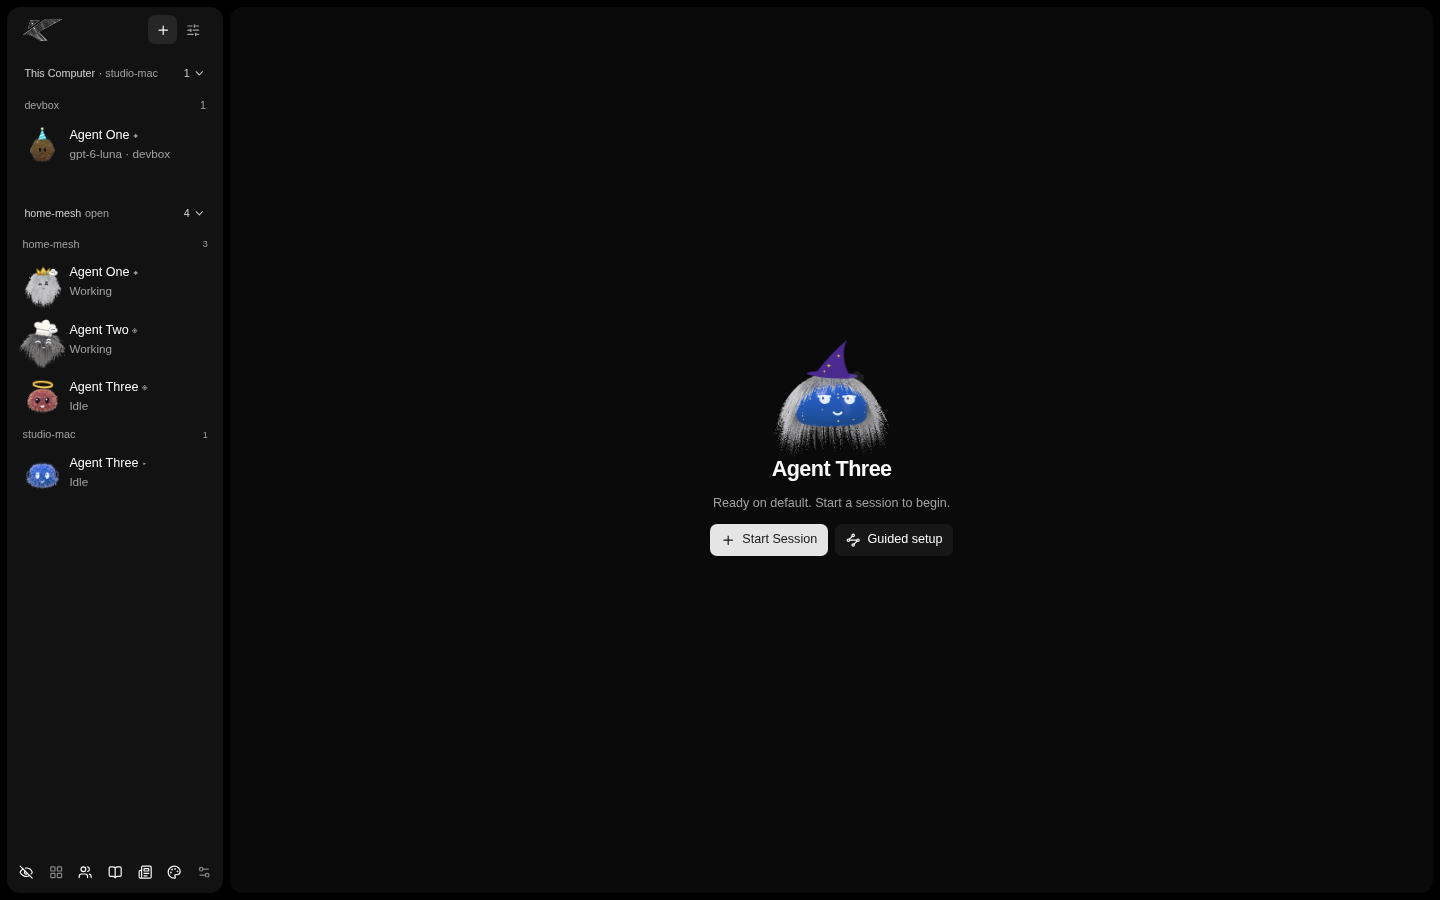 This Computer · studio-mac 1
devbox 1
Agent One
gpt-6-luna · devbox
home-mesh open 4
home-mesh 3
Agent One
Working
Agent Two
Working
Agent Three
Idle
studio-mac 1
Agent Three
Idle
Agent Three
Ready on default. Start a session to begin.
Start Session
Guided setup